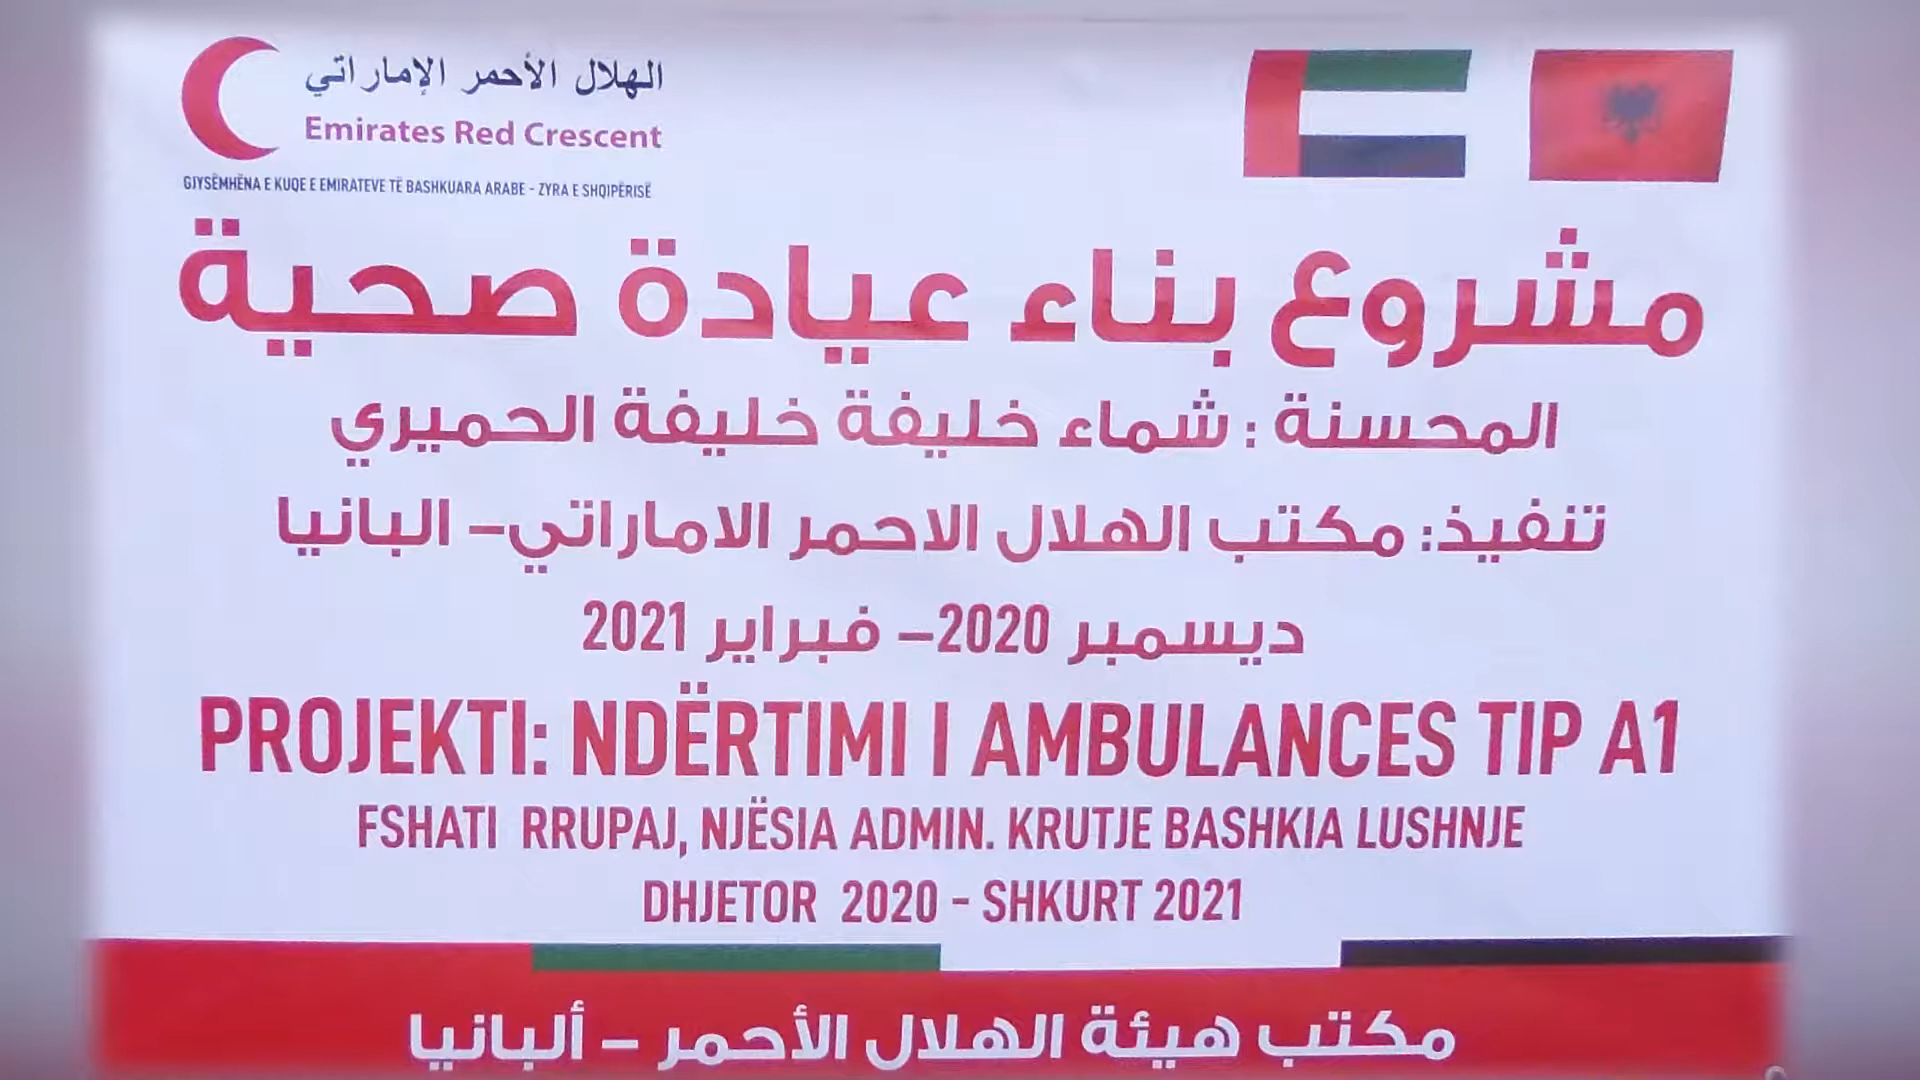 الهلال الأحمر الإماراتي
Emirates Red Crescent
GJYSËMHËNA E KUQE E EMIRATEVE TË BASHKUARA ARABE - ZYRA E SHQIPËRISË
مشروع بناء عيادة صحية
المحسنة : شماء خليفة خليفة الحميري
تنفيذ: مكتب الهلال الاحمر الاماراتي– البانيا
ديسمبر 2020– فبراير 2021
PROJEKTI: NDËRTIMI I AMBULANCES TIP A1
FSHATI RRUPAJ, NJËSIA ADMIN. KRUTJE BASHKIA LUSHNJE
DHJETOR 2020 - SHKURT 2021
مكتب هيئة الهلال الأحمر – ألبانيا